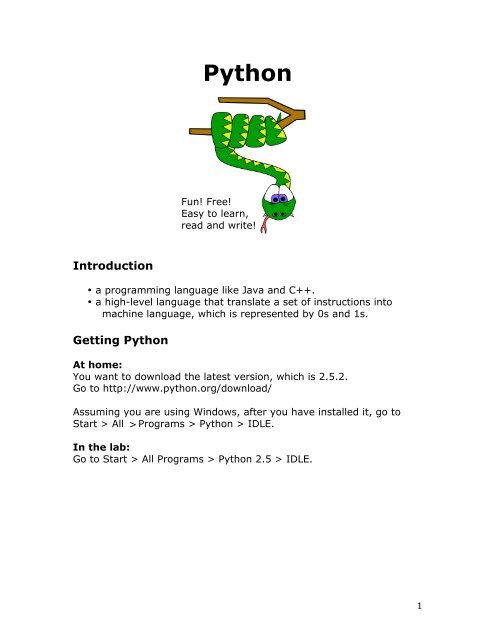 Python
Fun! Free!
Easy to learn,
read and write!
Introduction
• a programming language like Java and C++.
• a high-level language that translate a set of instructions into
machine language, which is represented by 0s and 1s.
Getting Python
At home:
You want to download the latest version, which is 2.5.2.
Go to http://www.python.org/download/
Assuming you are using Windows, after you have installed it, go to
Start > All > Programs > Python > IDLE.
In the lab:
Go to Start > All Programs > Python 2.5 > IDLE.
1